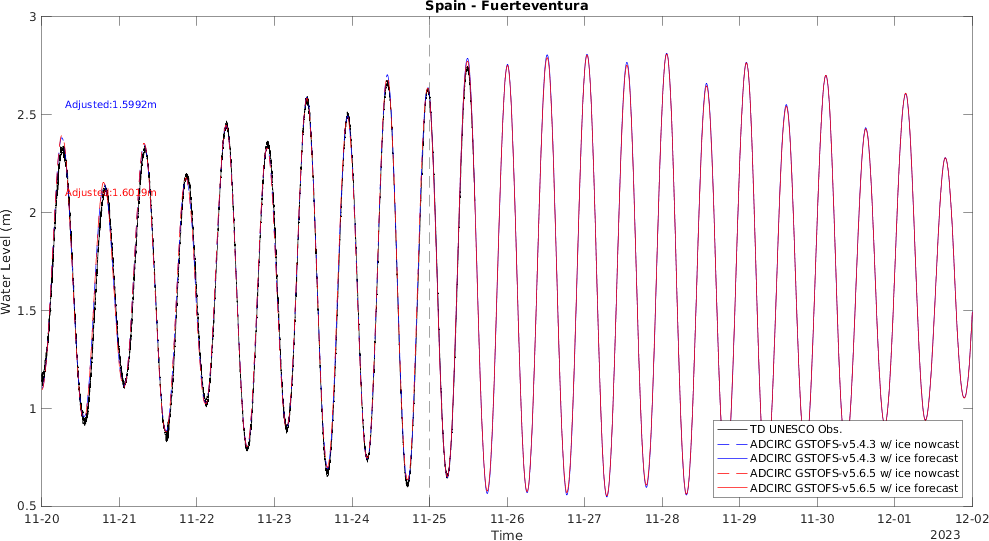 Spain - Fuerteventura
3
2.5
2
1.5
1
0.5
Water Level (m)
Adjusted:1.5992m
Adjusted:1.6019m
TD UNESCO Obs.
ADCIRC GSTOFS-v5.4.3 w/ ice nowcast
ADCIRC GSTOFS-v5.4.3 w/ ice forecast
ADCIRC GSTOFS-v5.6.5 w/ ice nowcast
ADCIRC GSTOFS-v5.6.5 w/ ice forecast
11-20 11-21 11-22 11-23 11-24 11-25 11-26 11-27 11-28 11-29 11-30 12-01 12-02
Time
2023